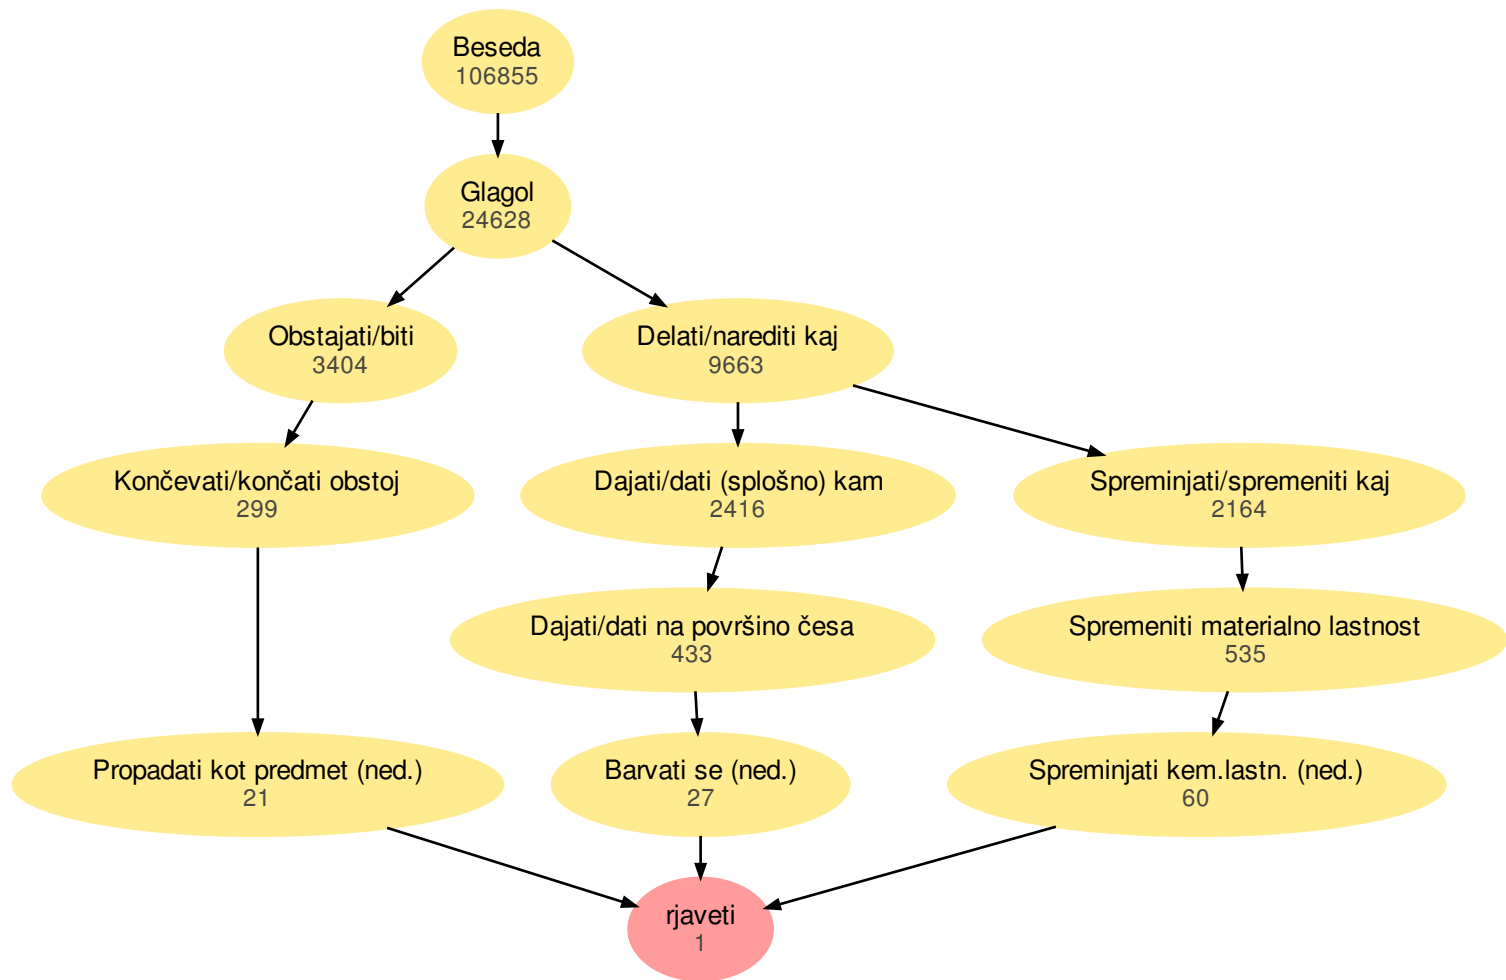 Beseda
106855
Glagol
24628
Obstajati/biti
3404
Delati/narediti kaj
9663
Končevati/končati obstoj
299
Dajati/dati (splošno) kam
2416
Spreminjati/spremeniti kaj
2164
Dajati/dati na površino česa
433
Spremeniti materialno lastnost
535
Propadati kot predmet (ned.)
21
Barvati se (ned.)
27
Spreminjati kem.lastn. (ned.)
60
rjaveti
1